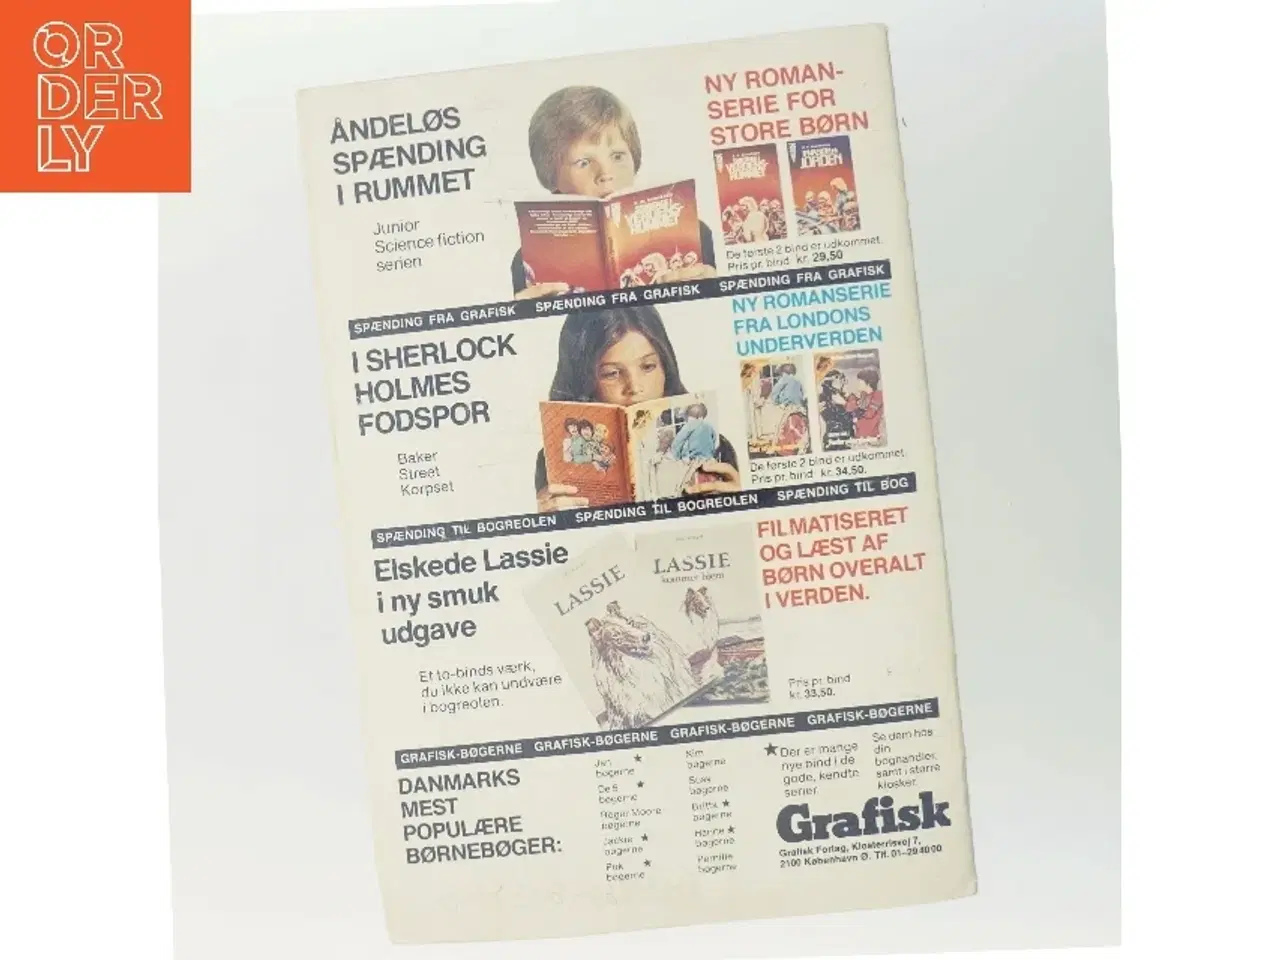 ORDERLY
ÅNDELØS
SPÆNDING
I RUMMET
Junior
Science fiction
serien
NY ROMAN-
SERIE FOR
STORE BØRN
JORDEN
De første 2 bind er udkommet.
Pris pr. bind kr. 29,50
SPÆNDING FRA GRAFISK SPÆNDING FRA GRAFISK SPÆNDING FRA GRAFISK
I SHERLOCK
HOLMES
FODSPOR
Baker
Street
Korpset
NY ROMANSERIE
FRA LONDONS
UNDERVERDEN
De første 2 bind er udkommet.
Pris pr. bind kr. 34,50.
SPÆNDING TIL BOGREOLEN SPÆNDING TIL BOGREOLEN SPÆNDING TIL BOG
Elskede Lassie
i ny smuk
udgave
Et to-binds værk,
du ikke kan undvære
i bogreolen.
LASSIE
LASSIE
kommer hjem
FILMATISERET
OG LÆST AF
BØRN OVERALT
I VERDEN.
Pris pr. bind
kr. 33,50.
GRAFISK-BØGERNE GRAFISK-BØGERNE GRAFISK-BØGERNE GRAFISK-BØGERNE
DANMARKS
MEST
POPULÆRE
BØRNEBØGER:
Jan ★
bøgerne
De 5 ★
bøgerne
Roger Moore
bøgerne
Jackie ★
bøgerne
Puk ★
bøgerne
Kim
bøgerne
Susy
bøgerne
Britta ★
bøgerne
Hanne ★
bøgerne
Pernille
bøgerne
★ Der er mange
nye bind i de
gode, kendte
serier.
Se dem hos
din
boghandler,
samt i større
kiosker.
Grafisk
Grafisk Forlag, Klosterrisvej 7,
2100 København Ø. Tlf. 01-29 40 00